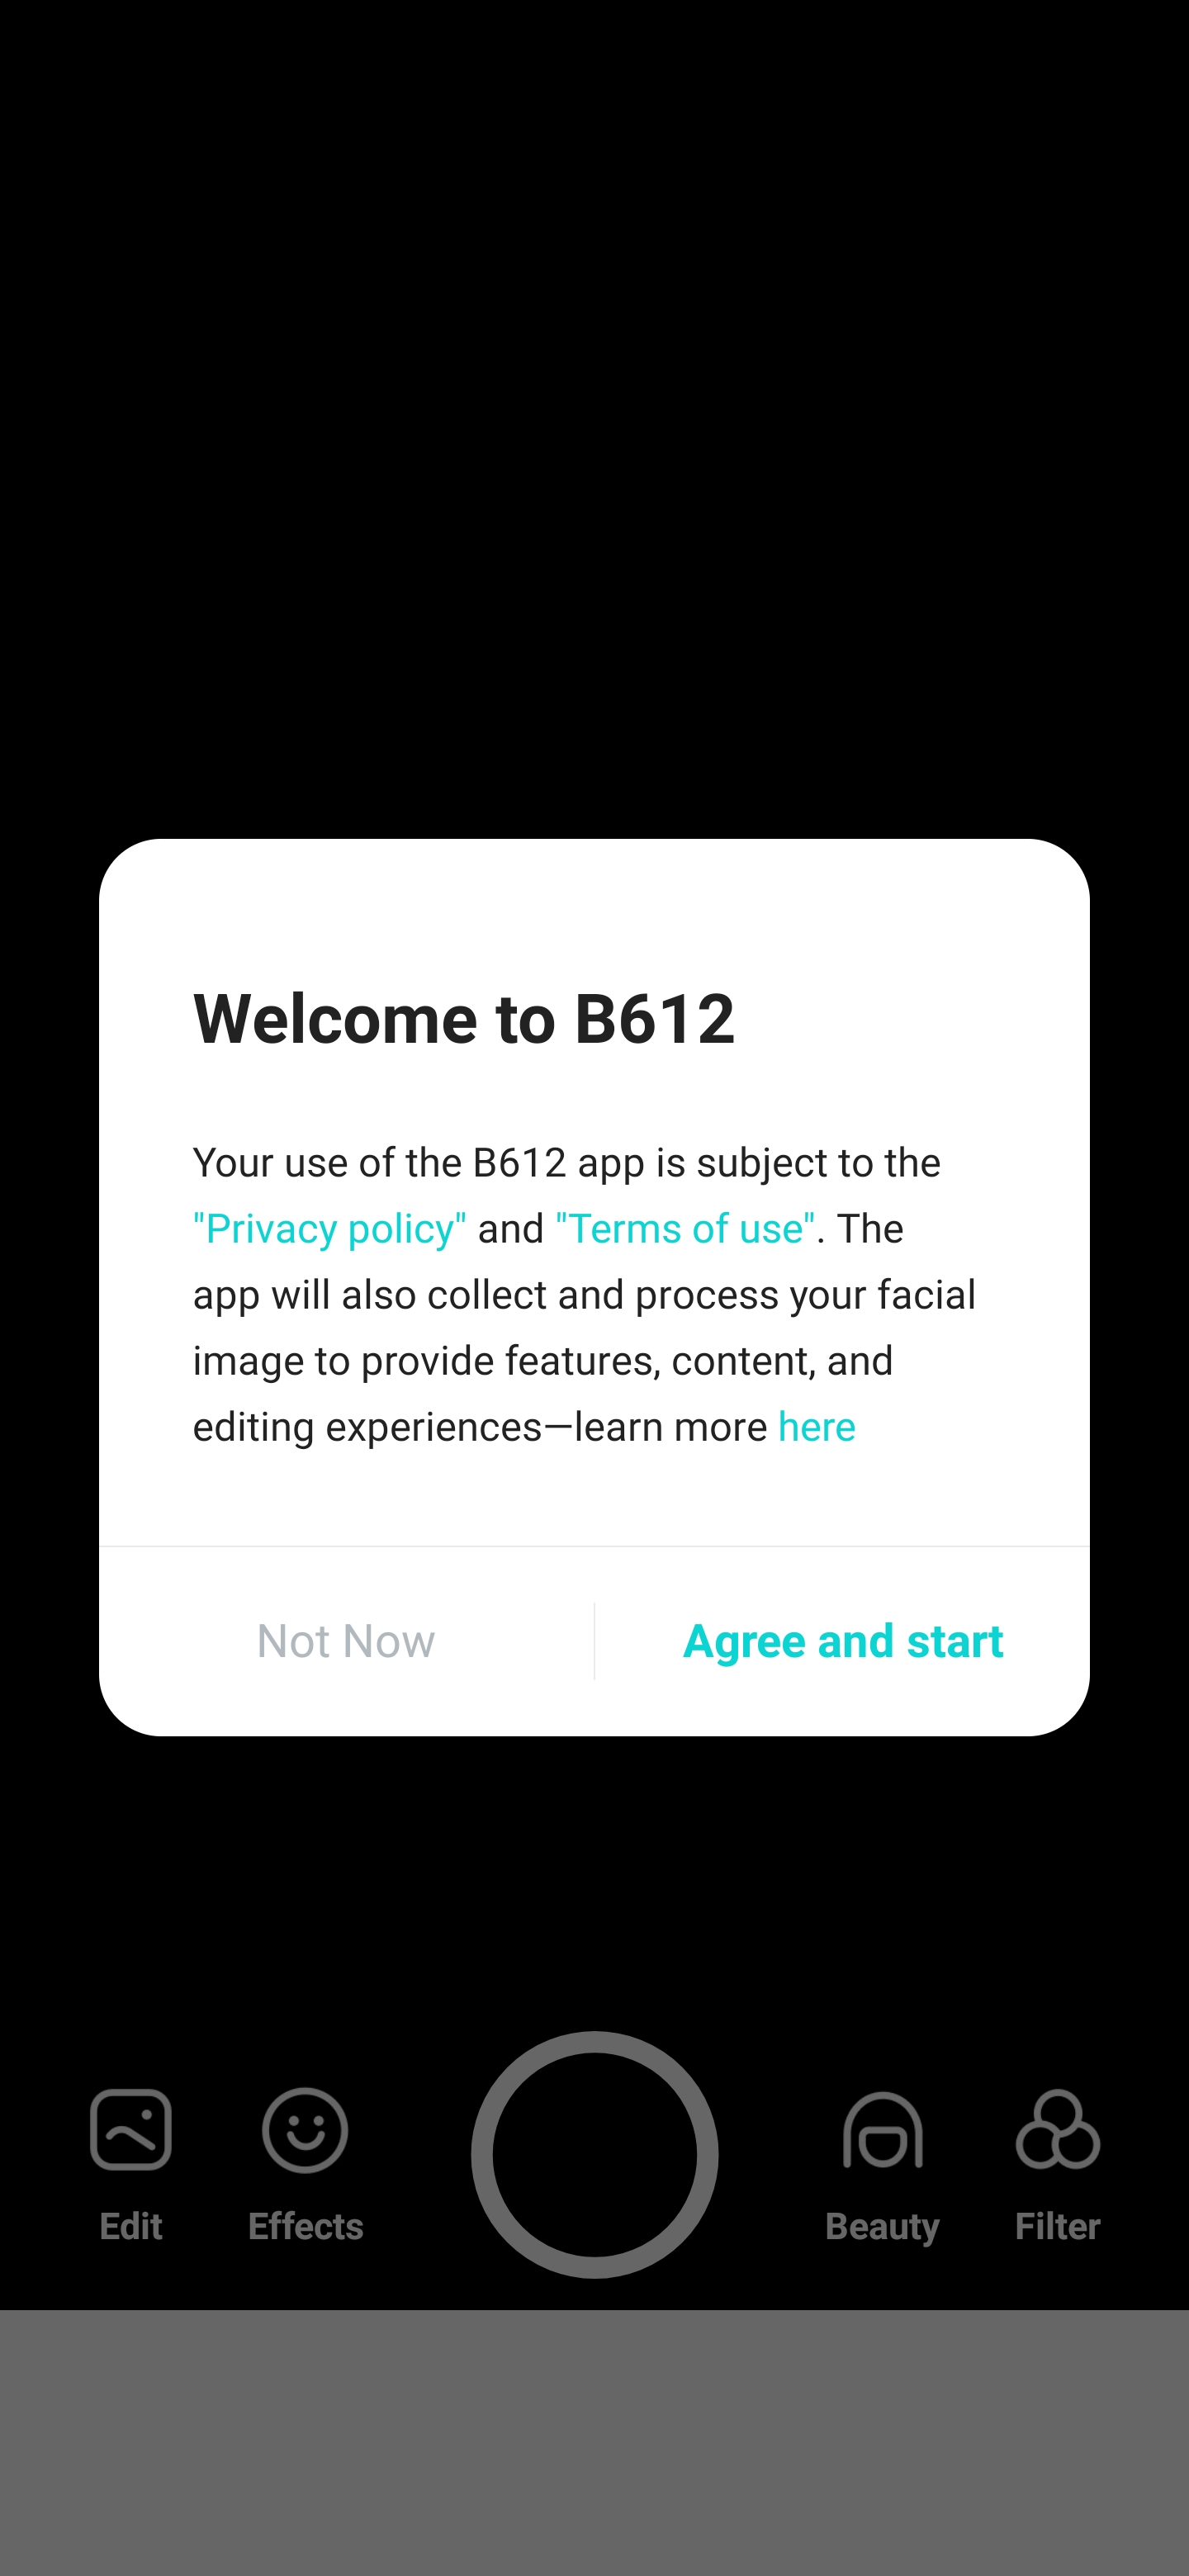 Welcome to B612
Your use of the B612 app is subject to the
"Privacy policy" and "Terms of use". The
app will also collect and process your facial
image to provide features, content, and
editing experiences—learn more here
Not Now
Agree and start
Edit
Effects
Beauty
Filter